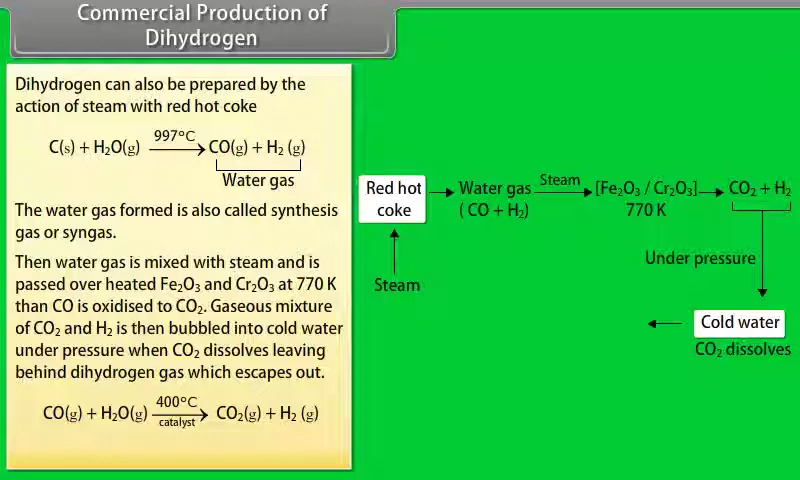 Commercial Production of
Dihydrogen
Dihydrogen can also be prepared by the
action of steam with red hot coke
C(s) + H₂O(g) 997°C → CO(g) + H₂ (g)
Water gas
The water gas formed is also called synthesis
gas or syngas.
Then water gas is mixed with steam and is
passed over heated Fe₂O₃ and Cr₂O₃ at 770 K
than CO is oxidised to CO₂. Gaseous mixture
of CO₂ and H₂ is then bubbled into cold water
under pressure when CO₂ dissolves leaving
behind dihydrogen gas which escapes out.
CO(g) + H₂O(g) 400°C → catalyst CO₂(g) + H₂ (g)
Red hot
coke
Steam
Water gas
( CO + H₂)
Steam
[Fe₂O₃ / Cr₂O₃]
770 K
CO₂ + H₂
Under pressure
Cold water
CO₂ dissolves